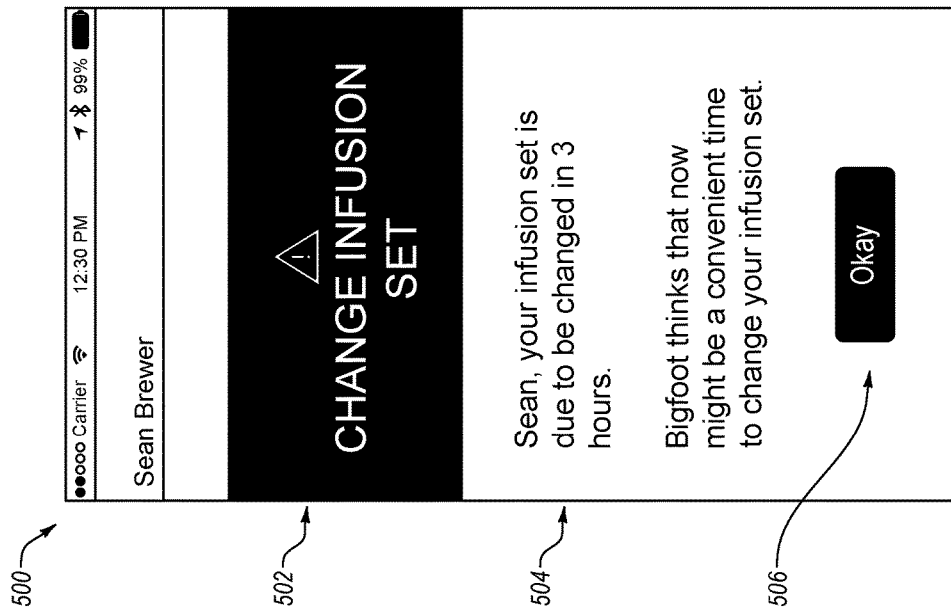 500
●●○○○ Carrier 12:30 PM 99%
Sean Brewer
502
CHANGE INFUSION
SET
504
Sean, your infusion set is
due to be changed in 3
hours.
Bigfoot thinks that now
might be a convenient time
to change your infusion set.
506
Okay